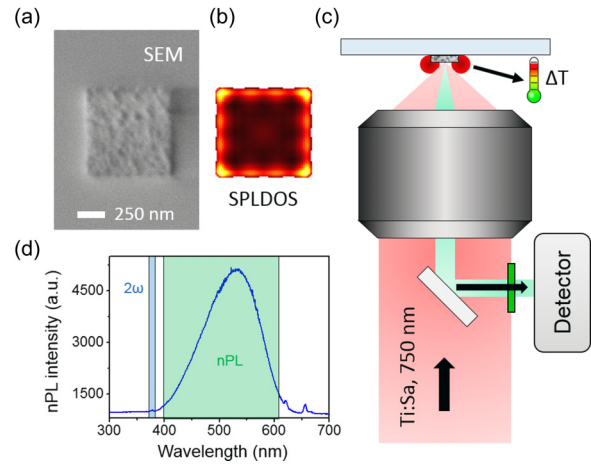 (a)
SEM
250 nm
(b)
SPLDOS
(c)
ΔT
Ti:Sa, 750 nm
Detector
(d)
nPL intensity (a.u.)
4500
3000
1500
2ω
nPL
300 400 500 600 700
Wavelength (nm)